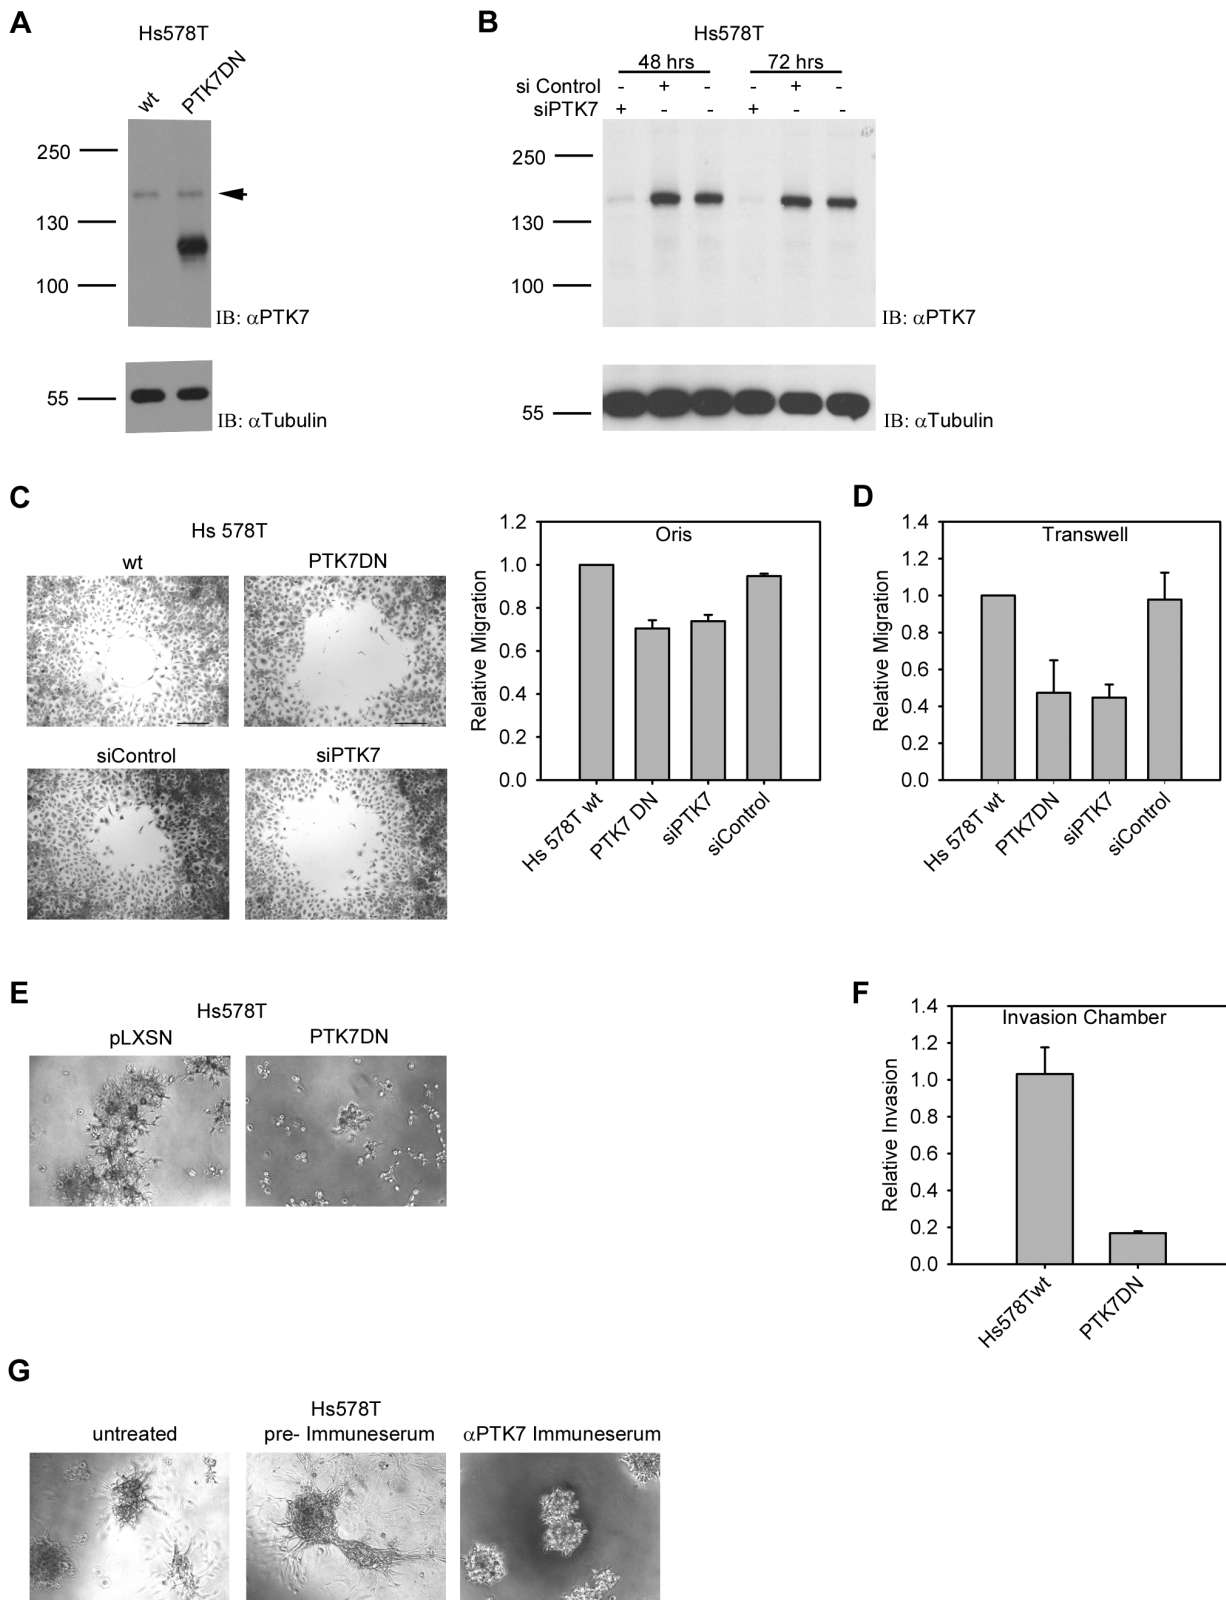 A
Hs578T
wt
PTK7DN
250
130
100
IB: αPTK7
55
IB: αTubulin
B
Hs578T
48 hrs
72 hrs
si Control - + - - + -
siPTK7 + - - + - -
250
130
100
IB: αPTK7
55
IB: αTubulin
C
Hs 578T
wt
PTK7DN
siControl
siPTK7
Oris
Relative Migration
1.2
1.0
0.8
0.6
0.4
0.2
0.0
Hs 578T wt
PTK7 DN
siPTK7
siControl
D
Transwell
Relative Migration
1.4
1.2
1.0
0.8
0.6
0.4
0.2
0.0
Hs 578T wt
PTK7DN
siPTK7
siControl
E
Hs578T
pLXSN
PTK7DN
F
Invasion Chamber
Relative Invasion
1.4
1.2
1.0
0.8
0.6
0.4
0.2
0.0
Hs578Twt
PTK7DN
G
Hs578T
untreated
pre- Immuneserum
αPTK7 Immuneserum